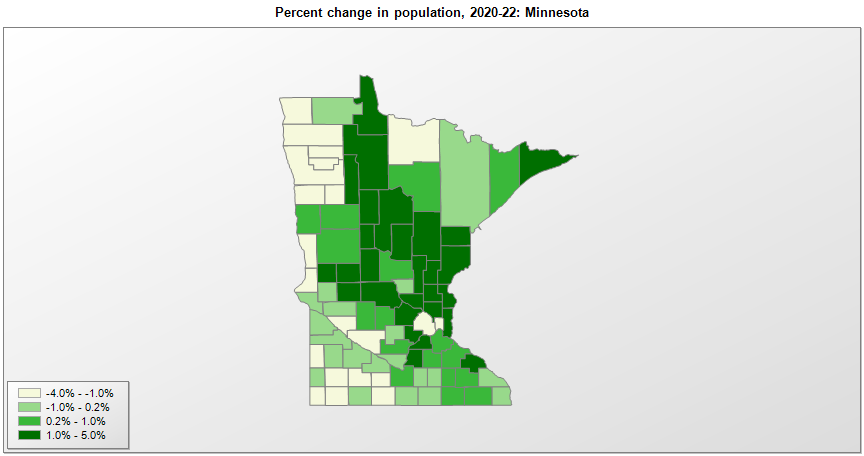 Percent change in population, 2020-22: Minnesota
-4.0% - -1.0%
-1.0% - 0.2%
0.2% - 1.0%
1.0% - 5.0%